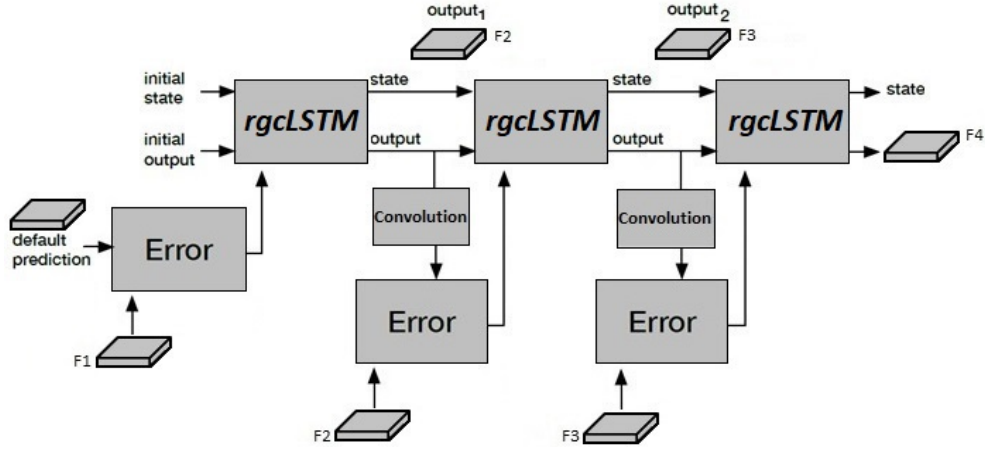 output1
output2
F2
F3
initial
state
state
state
state
rgcLSTM
rgcLSTM
rgcLSTM
initial
output
output
output
F4
default
prediction
Error
Convolution
Convolution
Error
Error
F1
F2
F3